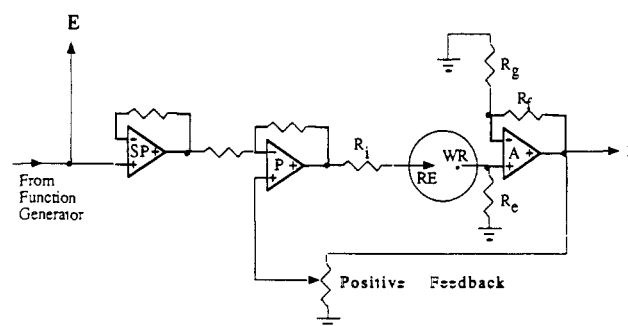 E
R_g
R_f
SP
P
R_i
WR
A
RE
R_e
From
Function
Generator
Positive Feedback